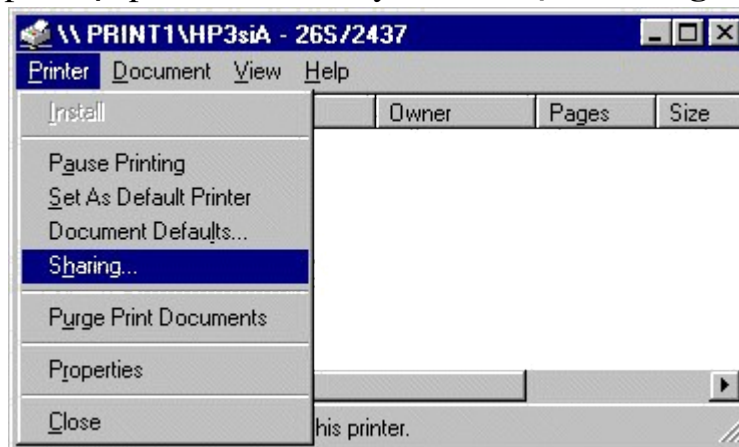 \\ PRINT1\HP3siA - 26S/2437
Printer Document View Help
Install
Owner Pages Size
Pause Printing
Set As Default Printer
Document Defaults...
Sharing...
Purge Print Documents
Properties
Close
his printer.